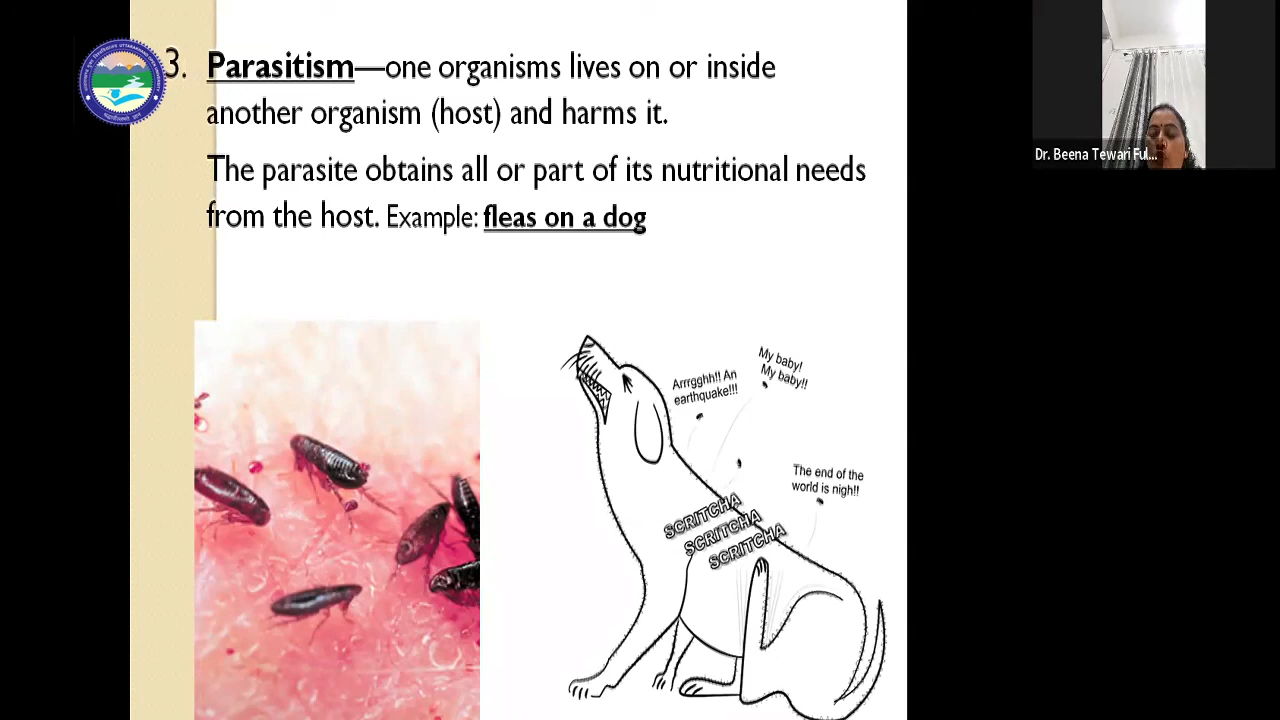 3. Parasitism—one organisms lives on or inside
another organism (host) and harms it.
The parasite obtains all or part of its nutritional needs
from the host. Example: fleas on a dog
My baby!
My baby!!
Arrrgghh!! An
earthquake!!!
The end of the
world is nigh!!
SCRITCHA
SCRITCHA
SCRITCHA
Dr. Beena Tewari Ful...